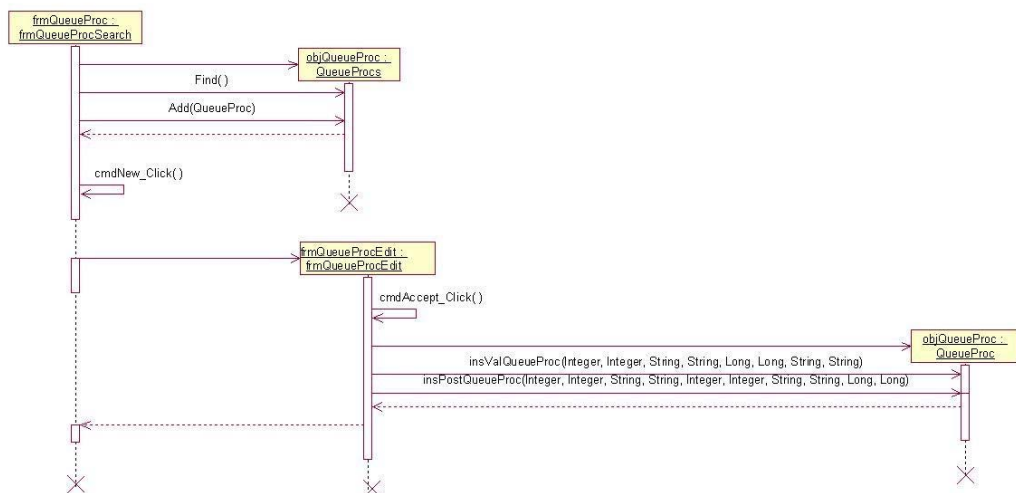 frmQueueProc :
frmQueueProcSearch
objQueueProc :
QueueProcs
Find( )
Add(QueueProc)
cmdNew_Click( )
frmQueueProcEdit :
frmQueueProcEdit
cmdAccept_Click( )
objQueueProc :
QueueProc
insValQueueProc(Integer, Integer, String, String, Long, Long, String, String)
insPostQueueProc(Integer, Integer, String, String, Integer, Integer, String, String, Long, Long)